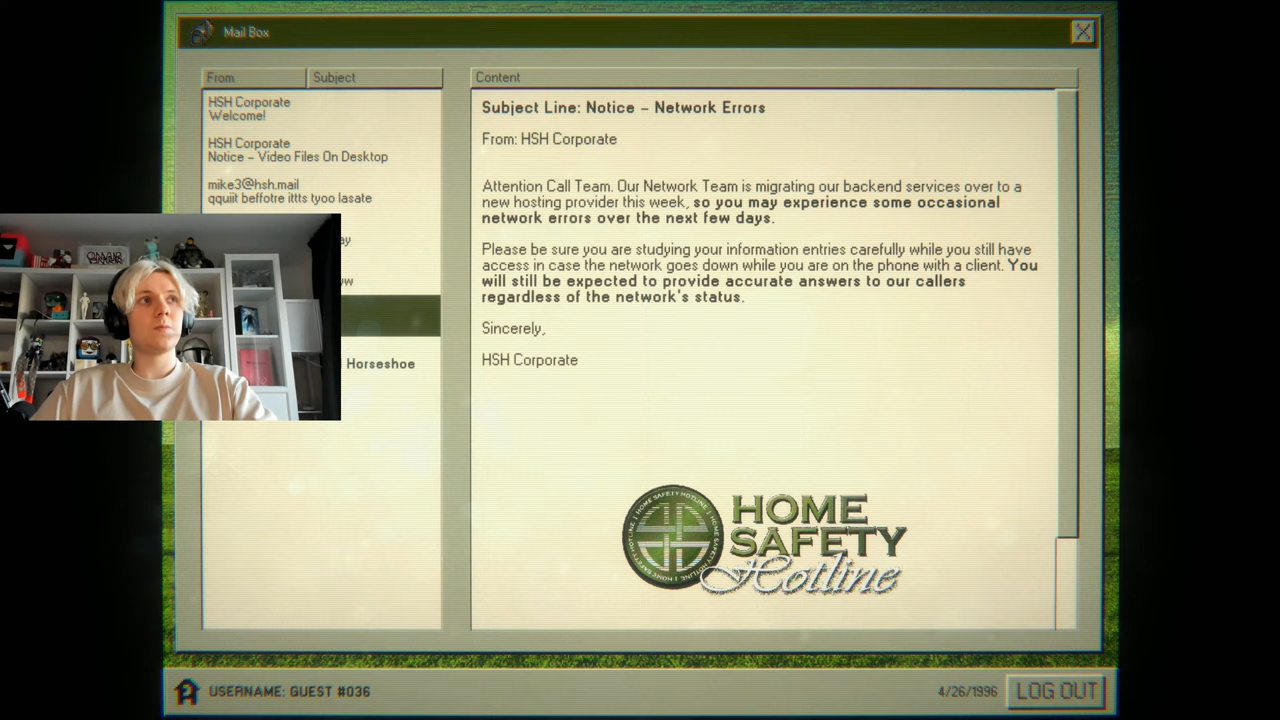 Mail Box
From
Subject
Content
HSH Corporate
Welcome!
HSH Corporate
Notice - Video Files On Desktop
mike3@hsh.mail
qquiit beffotre ittts tyoo lasate
Horseshoe
Subject Line: Notice - Network Errors
From: HSH Corporate
Attention Call Team. Our Network Team is migrating our backend services over to a
new hosting provider this week, so you may experience some occasional
network errors over the next few days.
Please be sure you are studying your information entries carefully while you still have
access in case the network goes down while you are on the phone with a client. You
will still be expected to provide accurate answers to our callers
regardless of the network's status.
Sincerely,
HSH Corporate
HOME
SAFETY
Hotline
USERNAME: GUEST #036
4/26/1996
LOG OUT